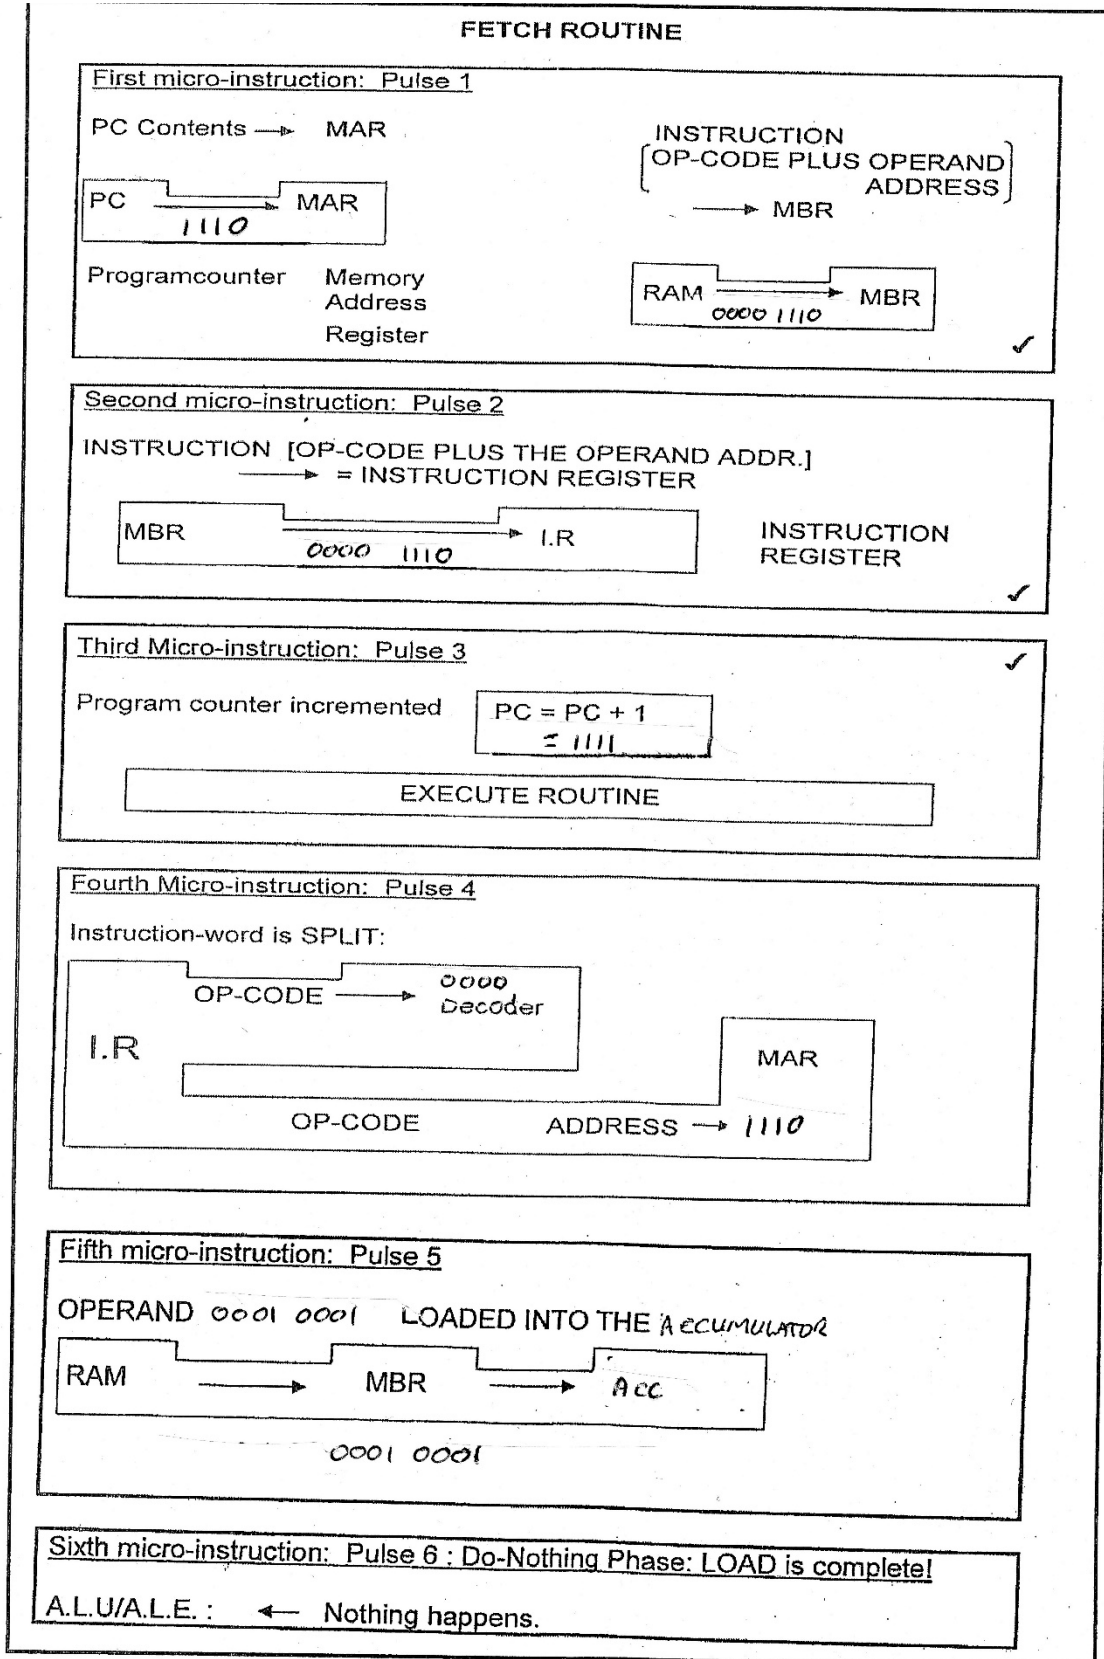 FETCH ROUTINE
First micro-instruction: Pulse 1
PC Contents → MAR
PC → MAR
1110
Programcounter Memory
Address
Register
INSTRUCTION
[OP-CODE PLUS OPERAND
ADDRESS]
→ MBR
RAM → MBR
0000 1110
✓
Second micro-instruction: Pulse 2
INSTRUCTION [OP-CODE PLUS THE OPERAND ADDR.]
→ = INSTRUCTION REGISTER
MBR → I.R
0000 1110
INSTRUCTION
REGISTER
✓
Third Micro-instruction: Pulse 3
✓
Program counter incremented
PC = PC + 1
= 1111
EXECUTE ROUTINE
Fourth Micro-instruction: Pulse 4
Instruction-word is SPLIT:
OP-CODE → 0000
Decoder
I.R
MAR
OP-CODE ADDRESS → 1110
Fifth micro-instruction: Pulse 5
OPERAND 0001 0001 LOADED INTO THE ACCUMULATOR
RAM → MBR → Acc
0001 0001
Sixth micro-instruction: Pulse 6 : Do-Nothing Phase: LOAD is complete!
A.L.U/A.L.E. : ← Nothing happens.